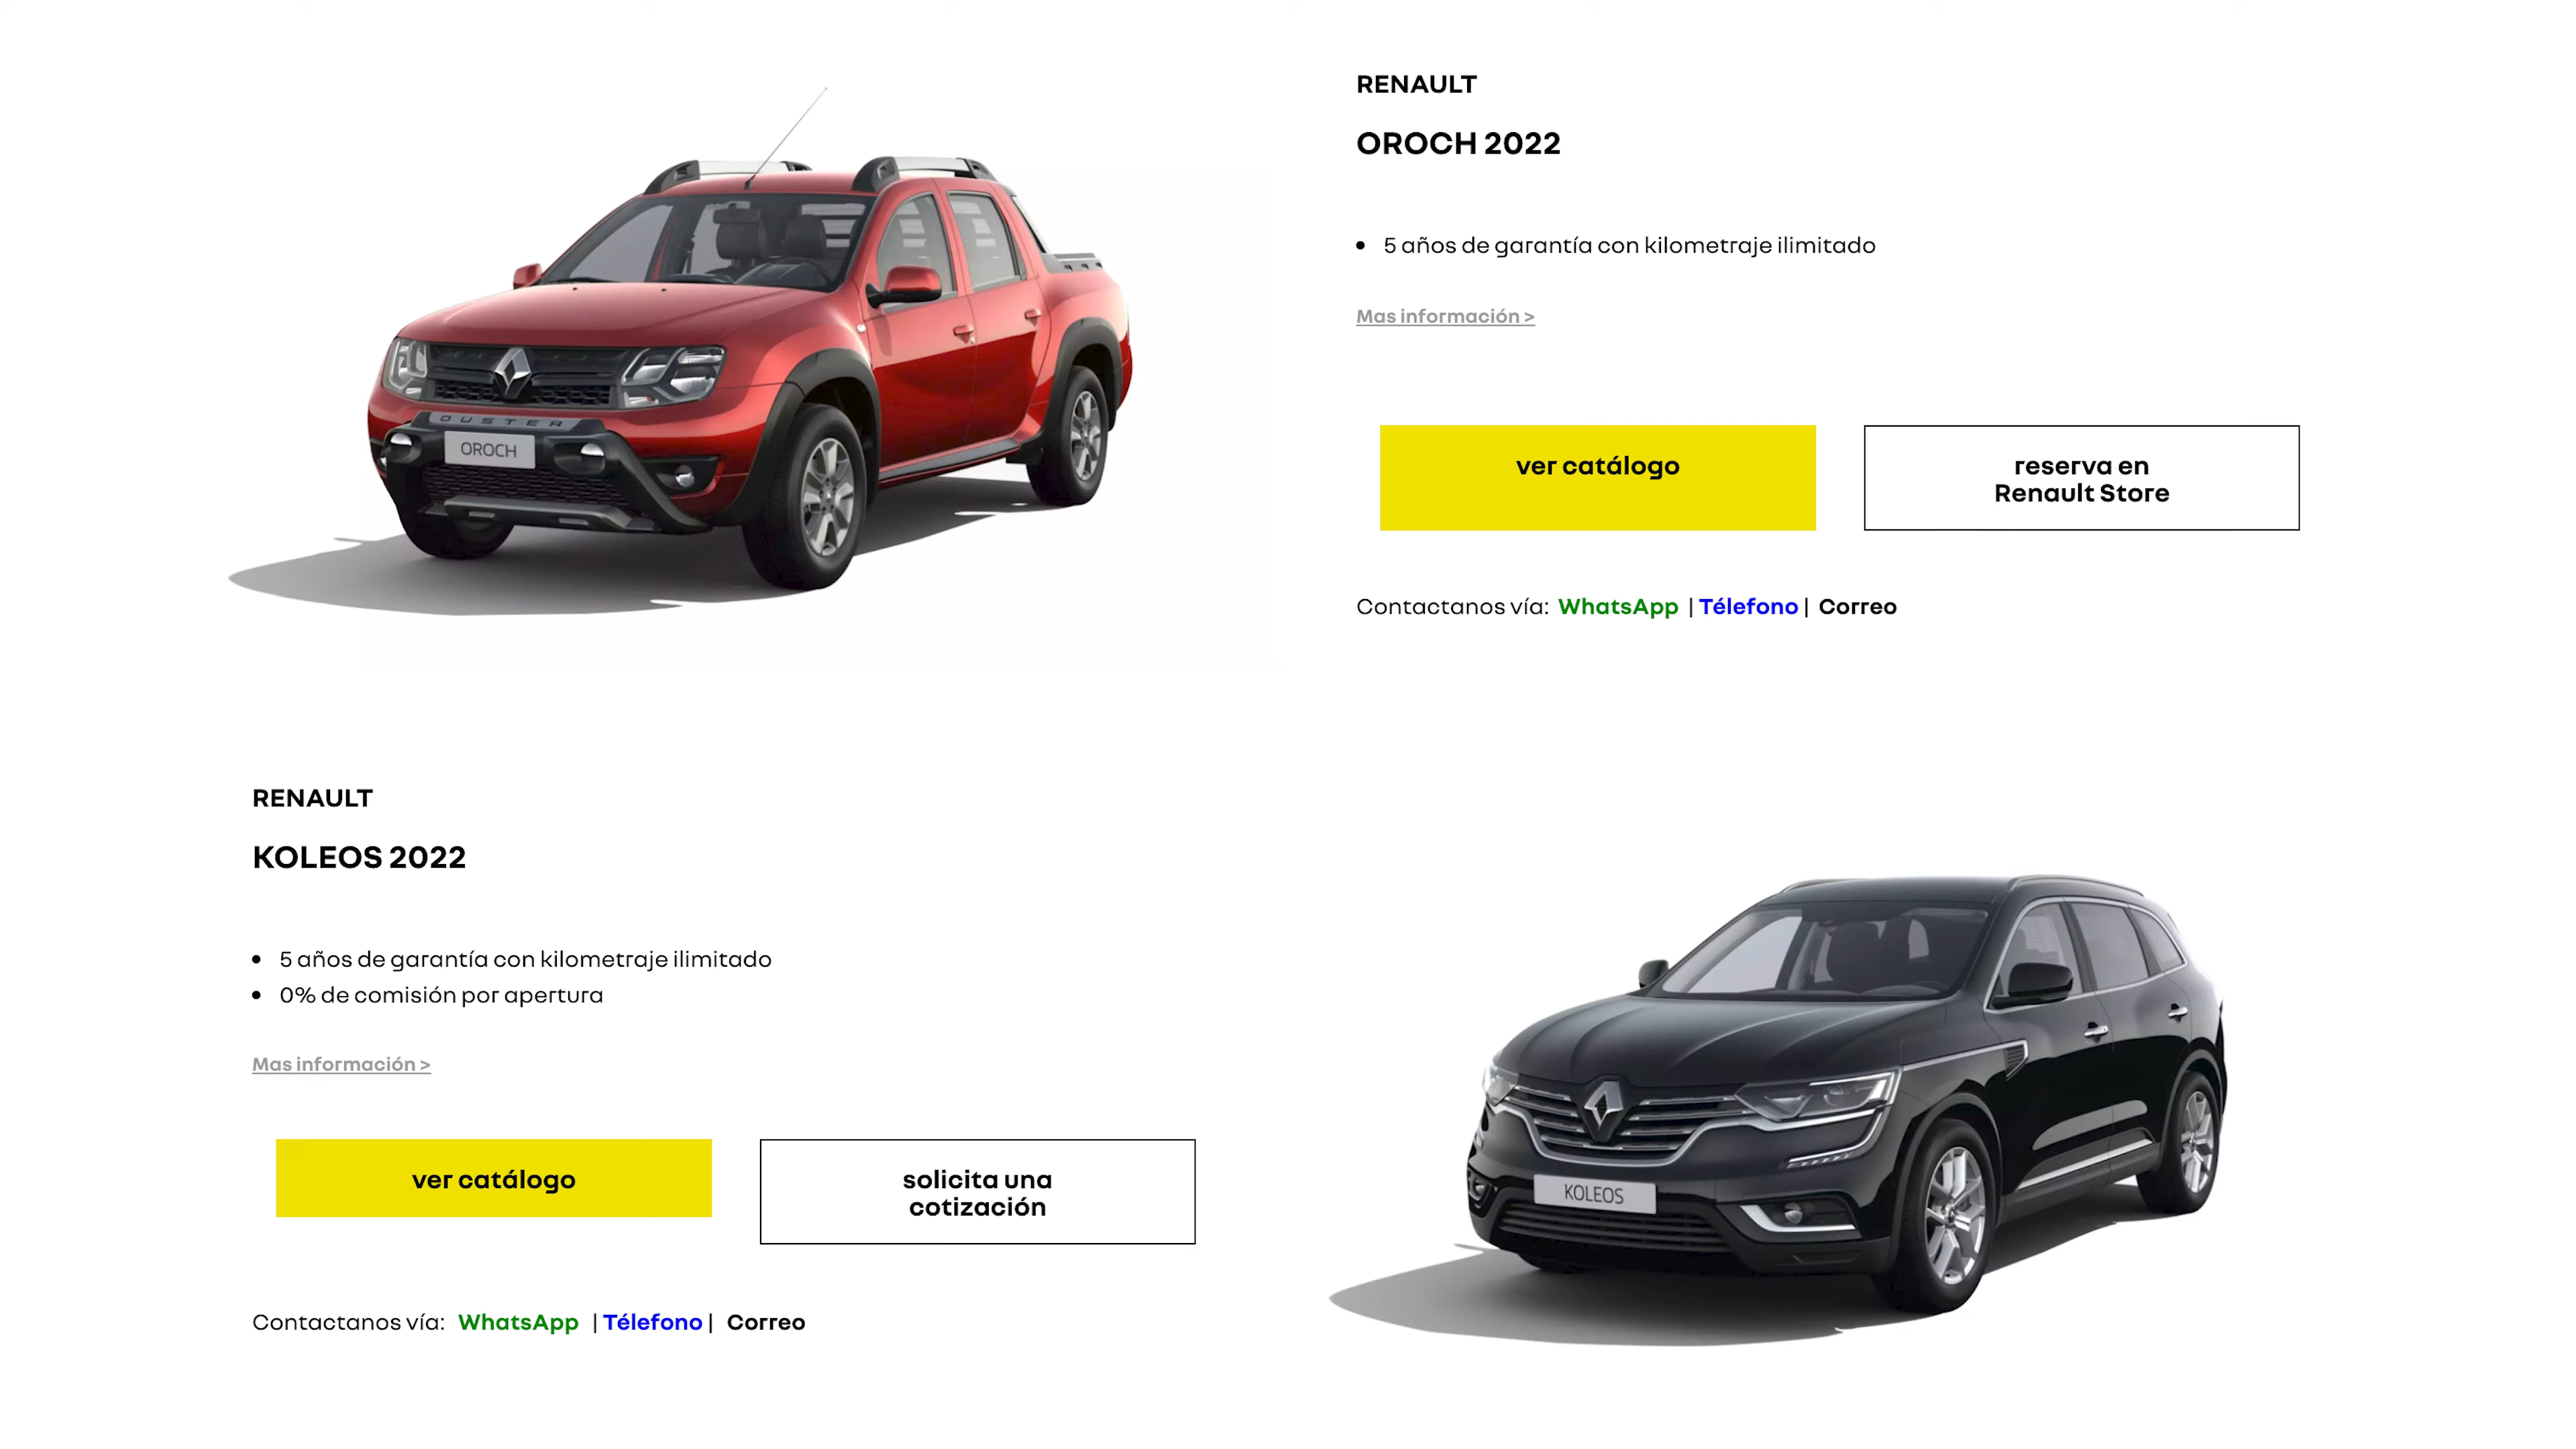 RENAULT
OROCH 2022
5 años de garantía con kilometraje ilimitado
Mas información >
DUSTER
OROCH
ver catálogo
reserva en
Renault Store
Contactanos vía: WhatsApp | Télefono | Correo
RENAULT
KOLEOS 2022
5 años de garantía con kilometraje ilimitado
0% de comisión por apertura
Mas información >
ver catálogo
solicita una
cotización
KOLEOS
Contactanos vía: WhatsApp | Télefono | Correo